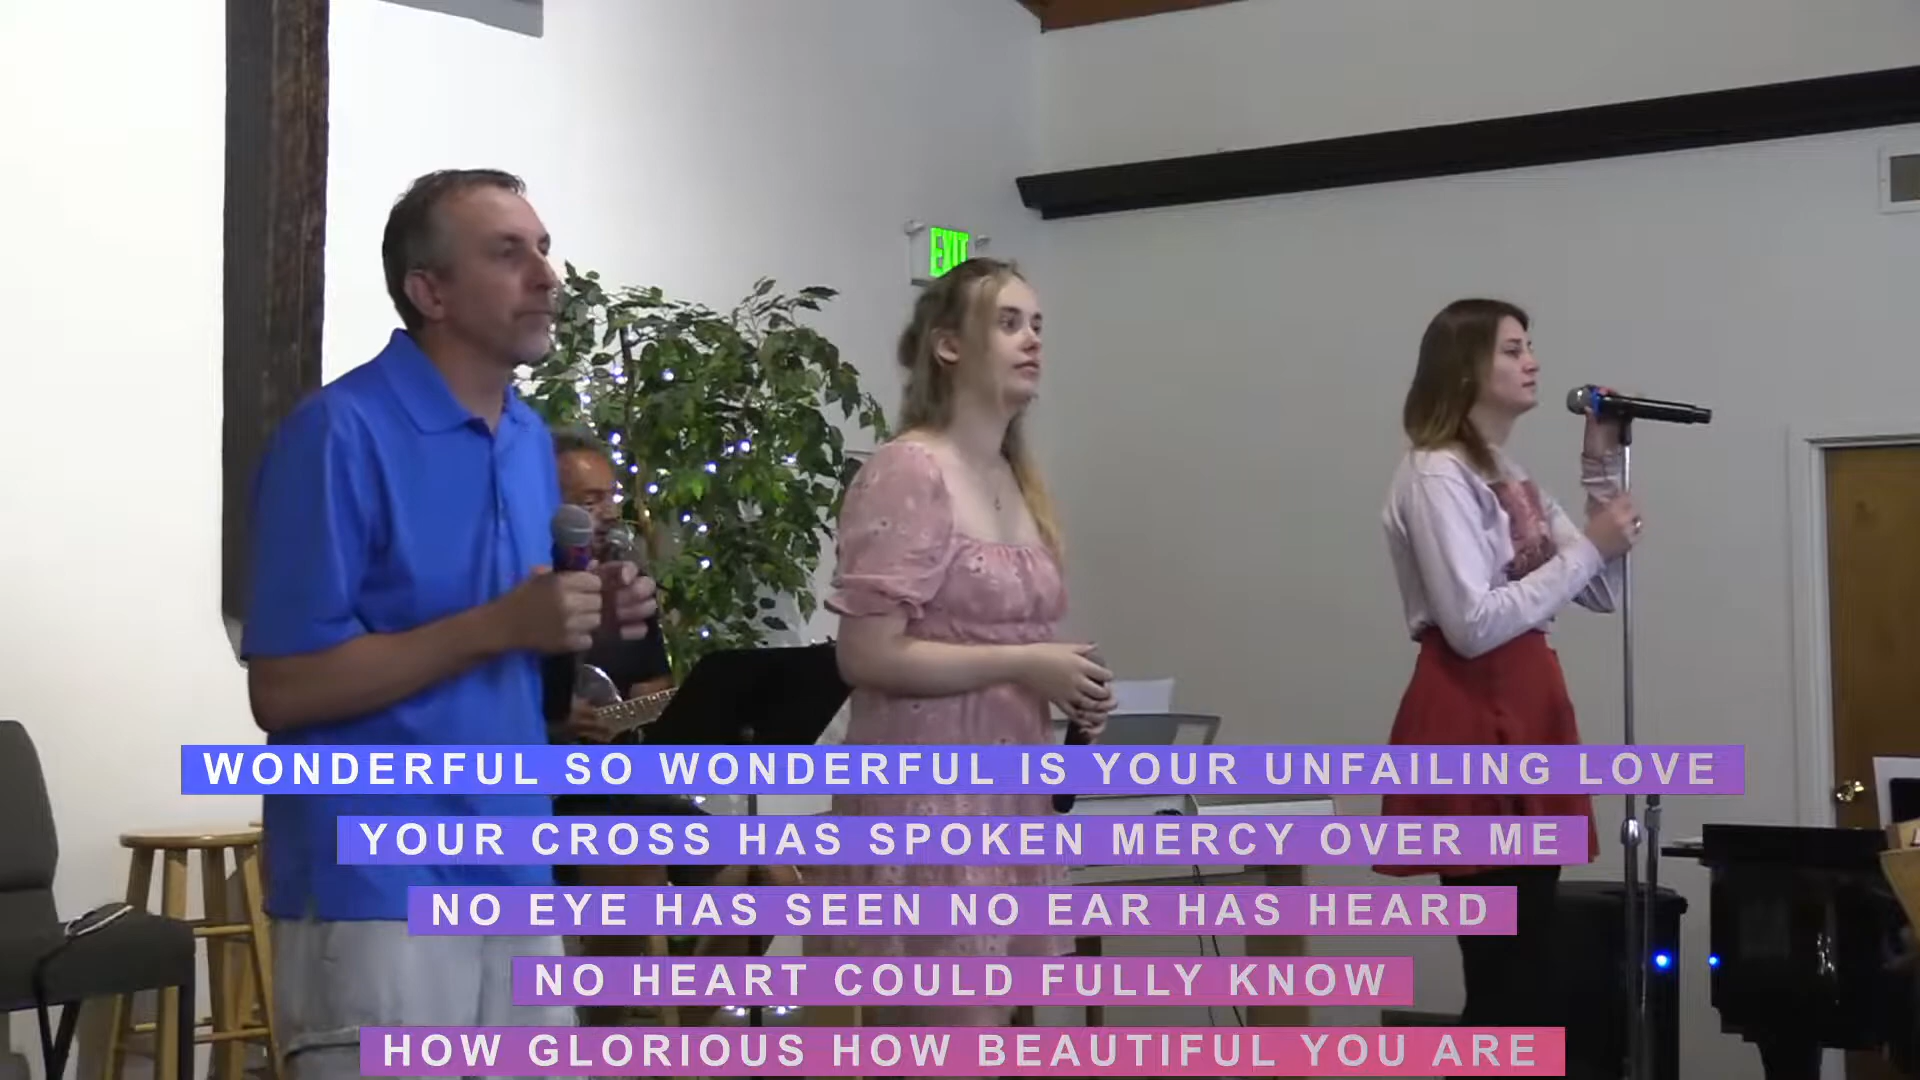 EXIT
WONDERFUL SO WONDERFUL IS YOUR UNFAILING LOVE
YOUR CROSS HAS SPOKEN MERCY OVER ME
NO EYE HAS SEEN NO EAR HAS HEARD
NO HEART COULD FULLY KNOW
HOW GLORIOUS HOW BEAUTIFUL YOU ARE